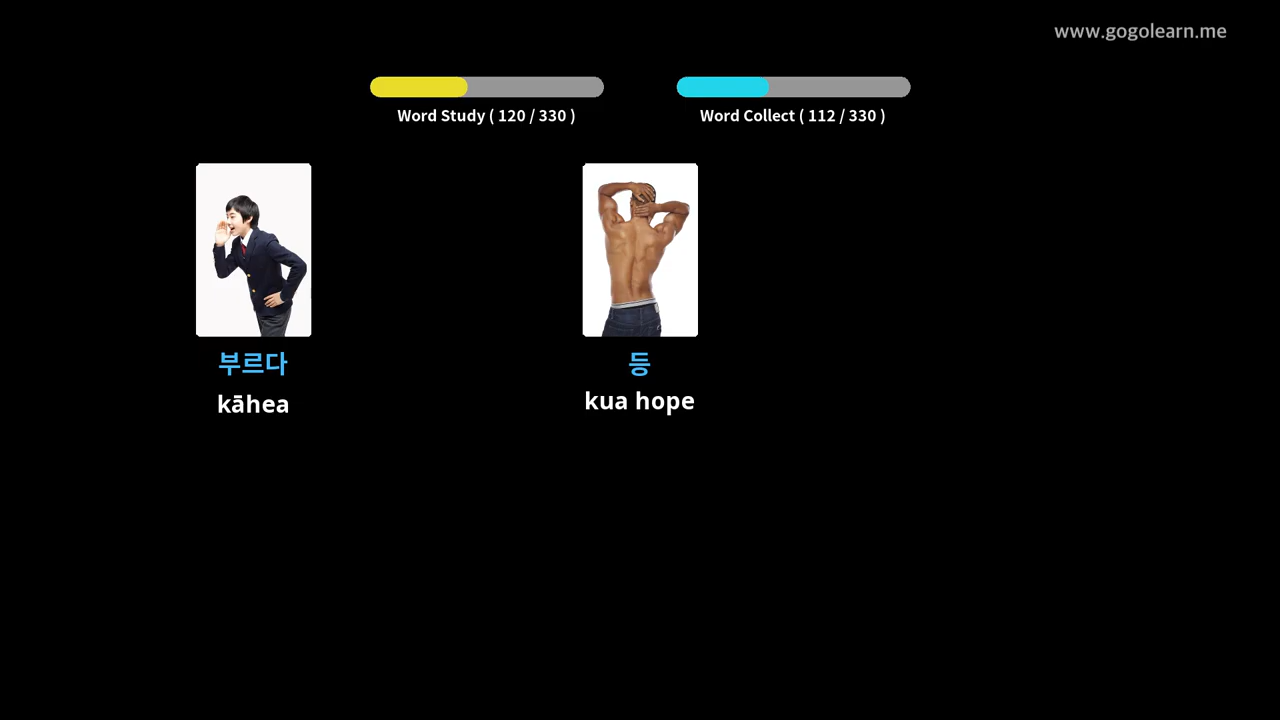 www.gogolearn.me
Word Study ( 120 / 330 )
Word Collect ( 112 / 330 )
부르다
kāhea
등
kua hope